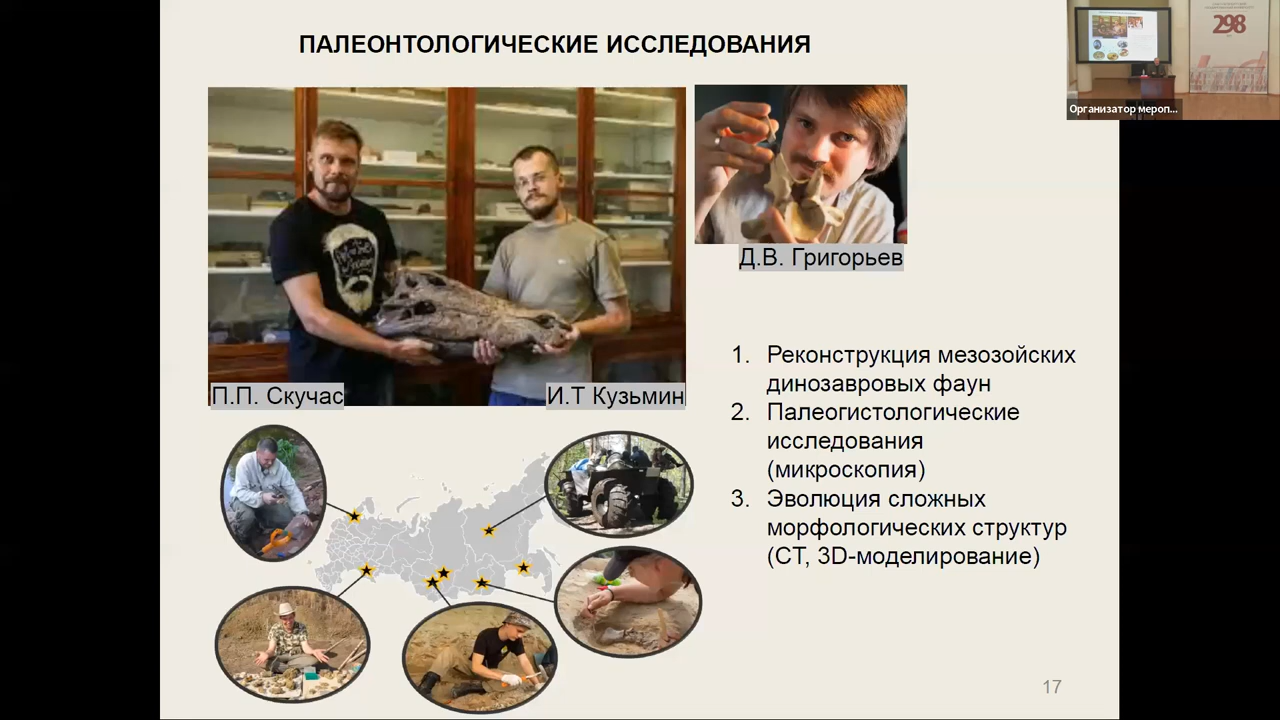 ПАЛЕОНТОЛОГИЧЕСКИЕ ИССЛЕДОВАНИЯ
298
Организатор мероп...
Д.В. Григорьев
П.П. Скучас
И.Т Кузьмин
1. Реконструкция мезозойских
динозавровых фаун
2. Палеогистологические
исследования
(микроскопия)
3. Эволюция сложных
морфологических структур
(СТ, 3D-моделирование)
17